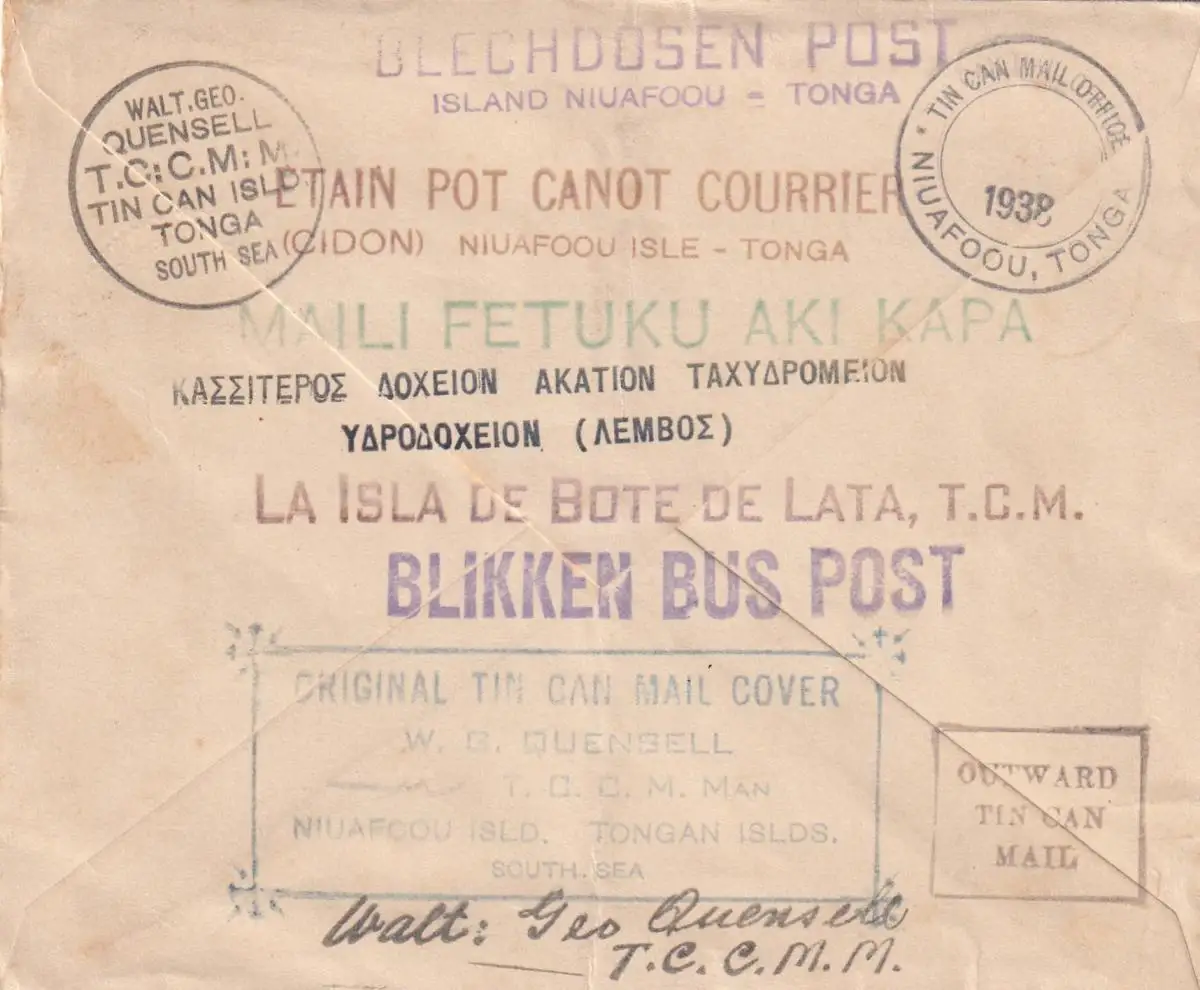 BLECHDOSEN POST
ISLAND NIUAFOOU - TONGA
WALT. GEO.
QUENSELL
T.C:C.M:M.
TIN CAN ISLD
TONGA
SOUTH SEA
* TIN CAN MAIL OFFICE *
NIUAFOOU, TONGA
1938
ETAIN POT CANOT COURRIER
(CIDON) NIUAFOOU ISLE - TONGA
MAILI FETUKU AKI KAPA
ΚΑΣΣΙΤΕΡΟΣ ΔΟΧΕΙΟΝ ΑΚΑΤΙΟΝ ΤΑΧΥΔΡΟΜΕΙΟΝ
ΥΔΡΟΔΟΧΕΙΟΝ (ΛΕΜΒΟΣ)
LA ISLA DE BOTE DE LATA, T.C.M.
BLIKKEN BUS POST
ORIGINAL TIN CAN MAIL COVER
W. G. QUENSELL
T. C. C. M. MAN
NIUAFOOU ISLD. TONGAN ISLDS.
SOUTH. SEA
OUTWARD
TIN CAN
MAIL
Walt: Geo Quensell
T.C.C.M.M.